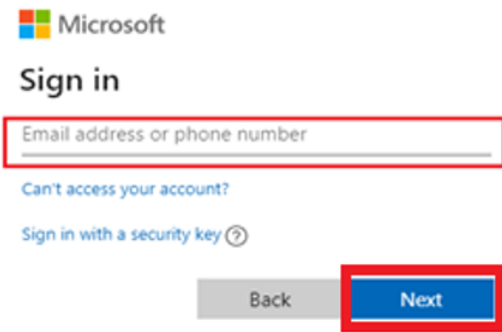 Microsoft
Sign in
Email address or phone number
Can't access your account?
Sign in with a security key ?
Back Next